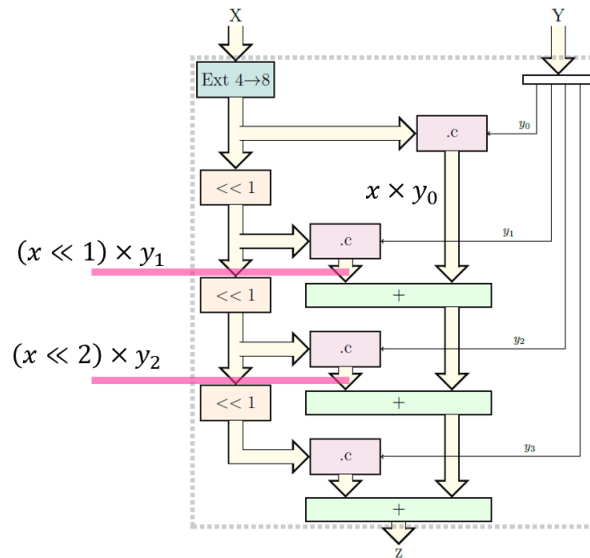 X
Y
Ext 4→8
y₀
.c
<< 1
x × y₀
(x ≪ 1) × y₁
.c
y₁
<< 1
+
(x ≪ 2) × y₂
.c
y₂
<< 1
+
.c
y₃
+
z